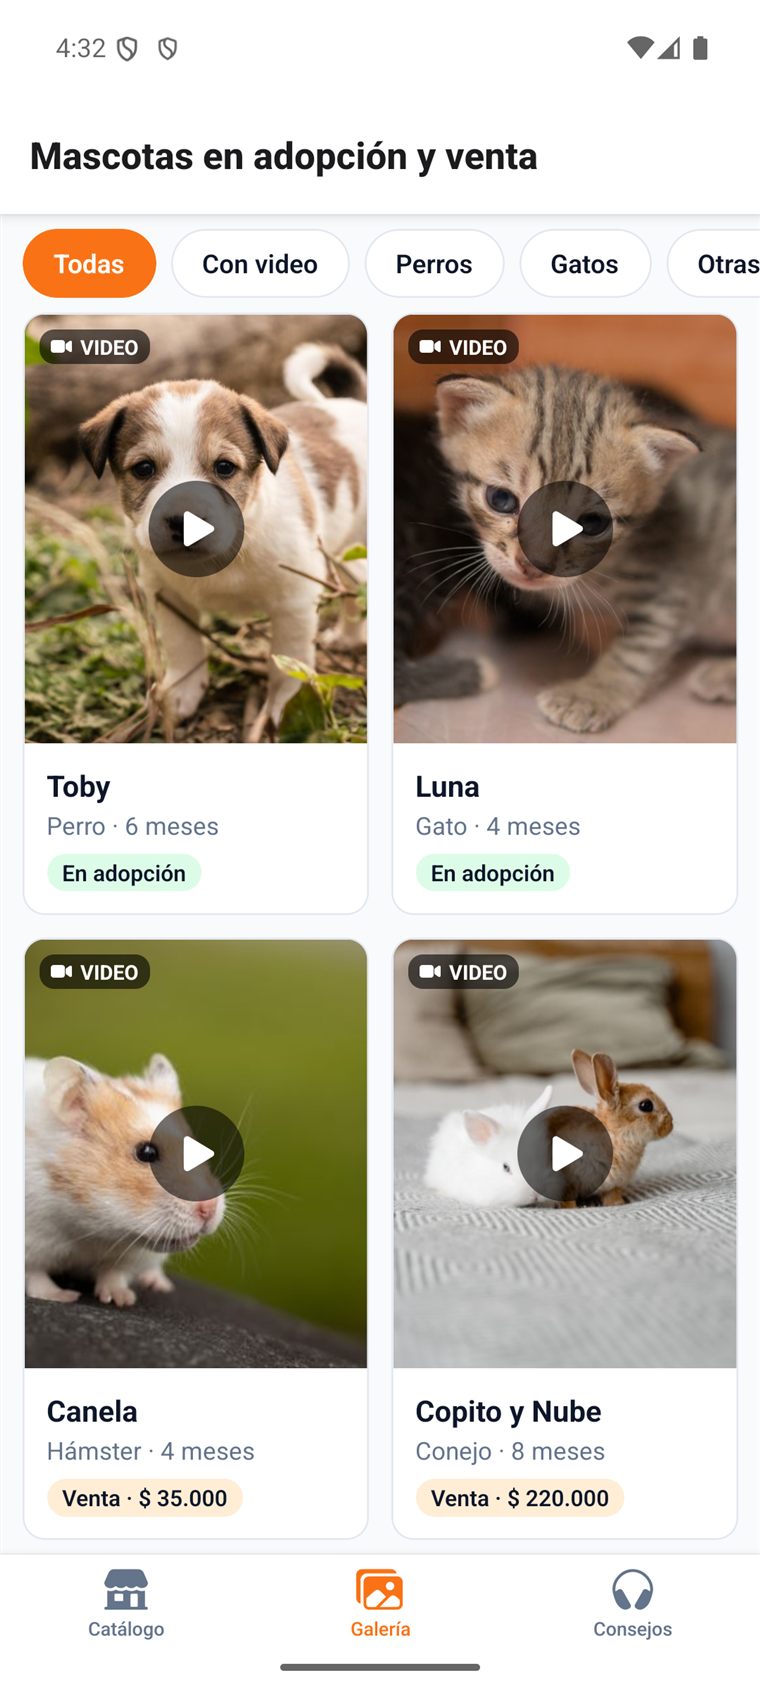 4:32
Mascotas en adopción y venta
Todas
Con video
Perros
Gatos
Otras
VIDEO
VIDEO
Toby
Perro · 6 meses
En adopción
Luna
Gato · 4 meses
En adopción
VIDEO
VIDEO
Canela
Hámster · 4 meses
Venta · $ 35.000
Copito y Nube
Conejo · 8 meses
Venta · $ 220.000
Catálogo
Galería
Consejos